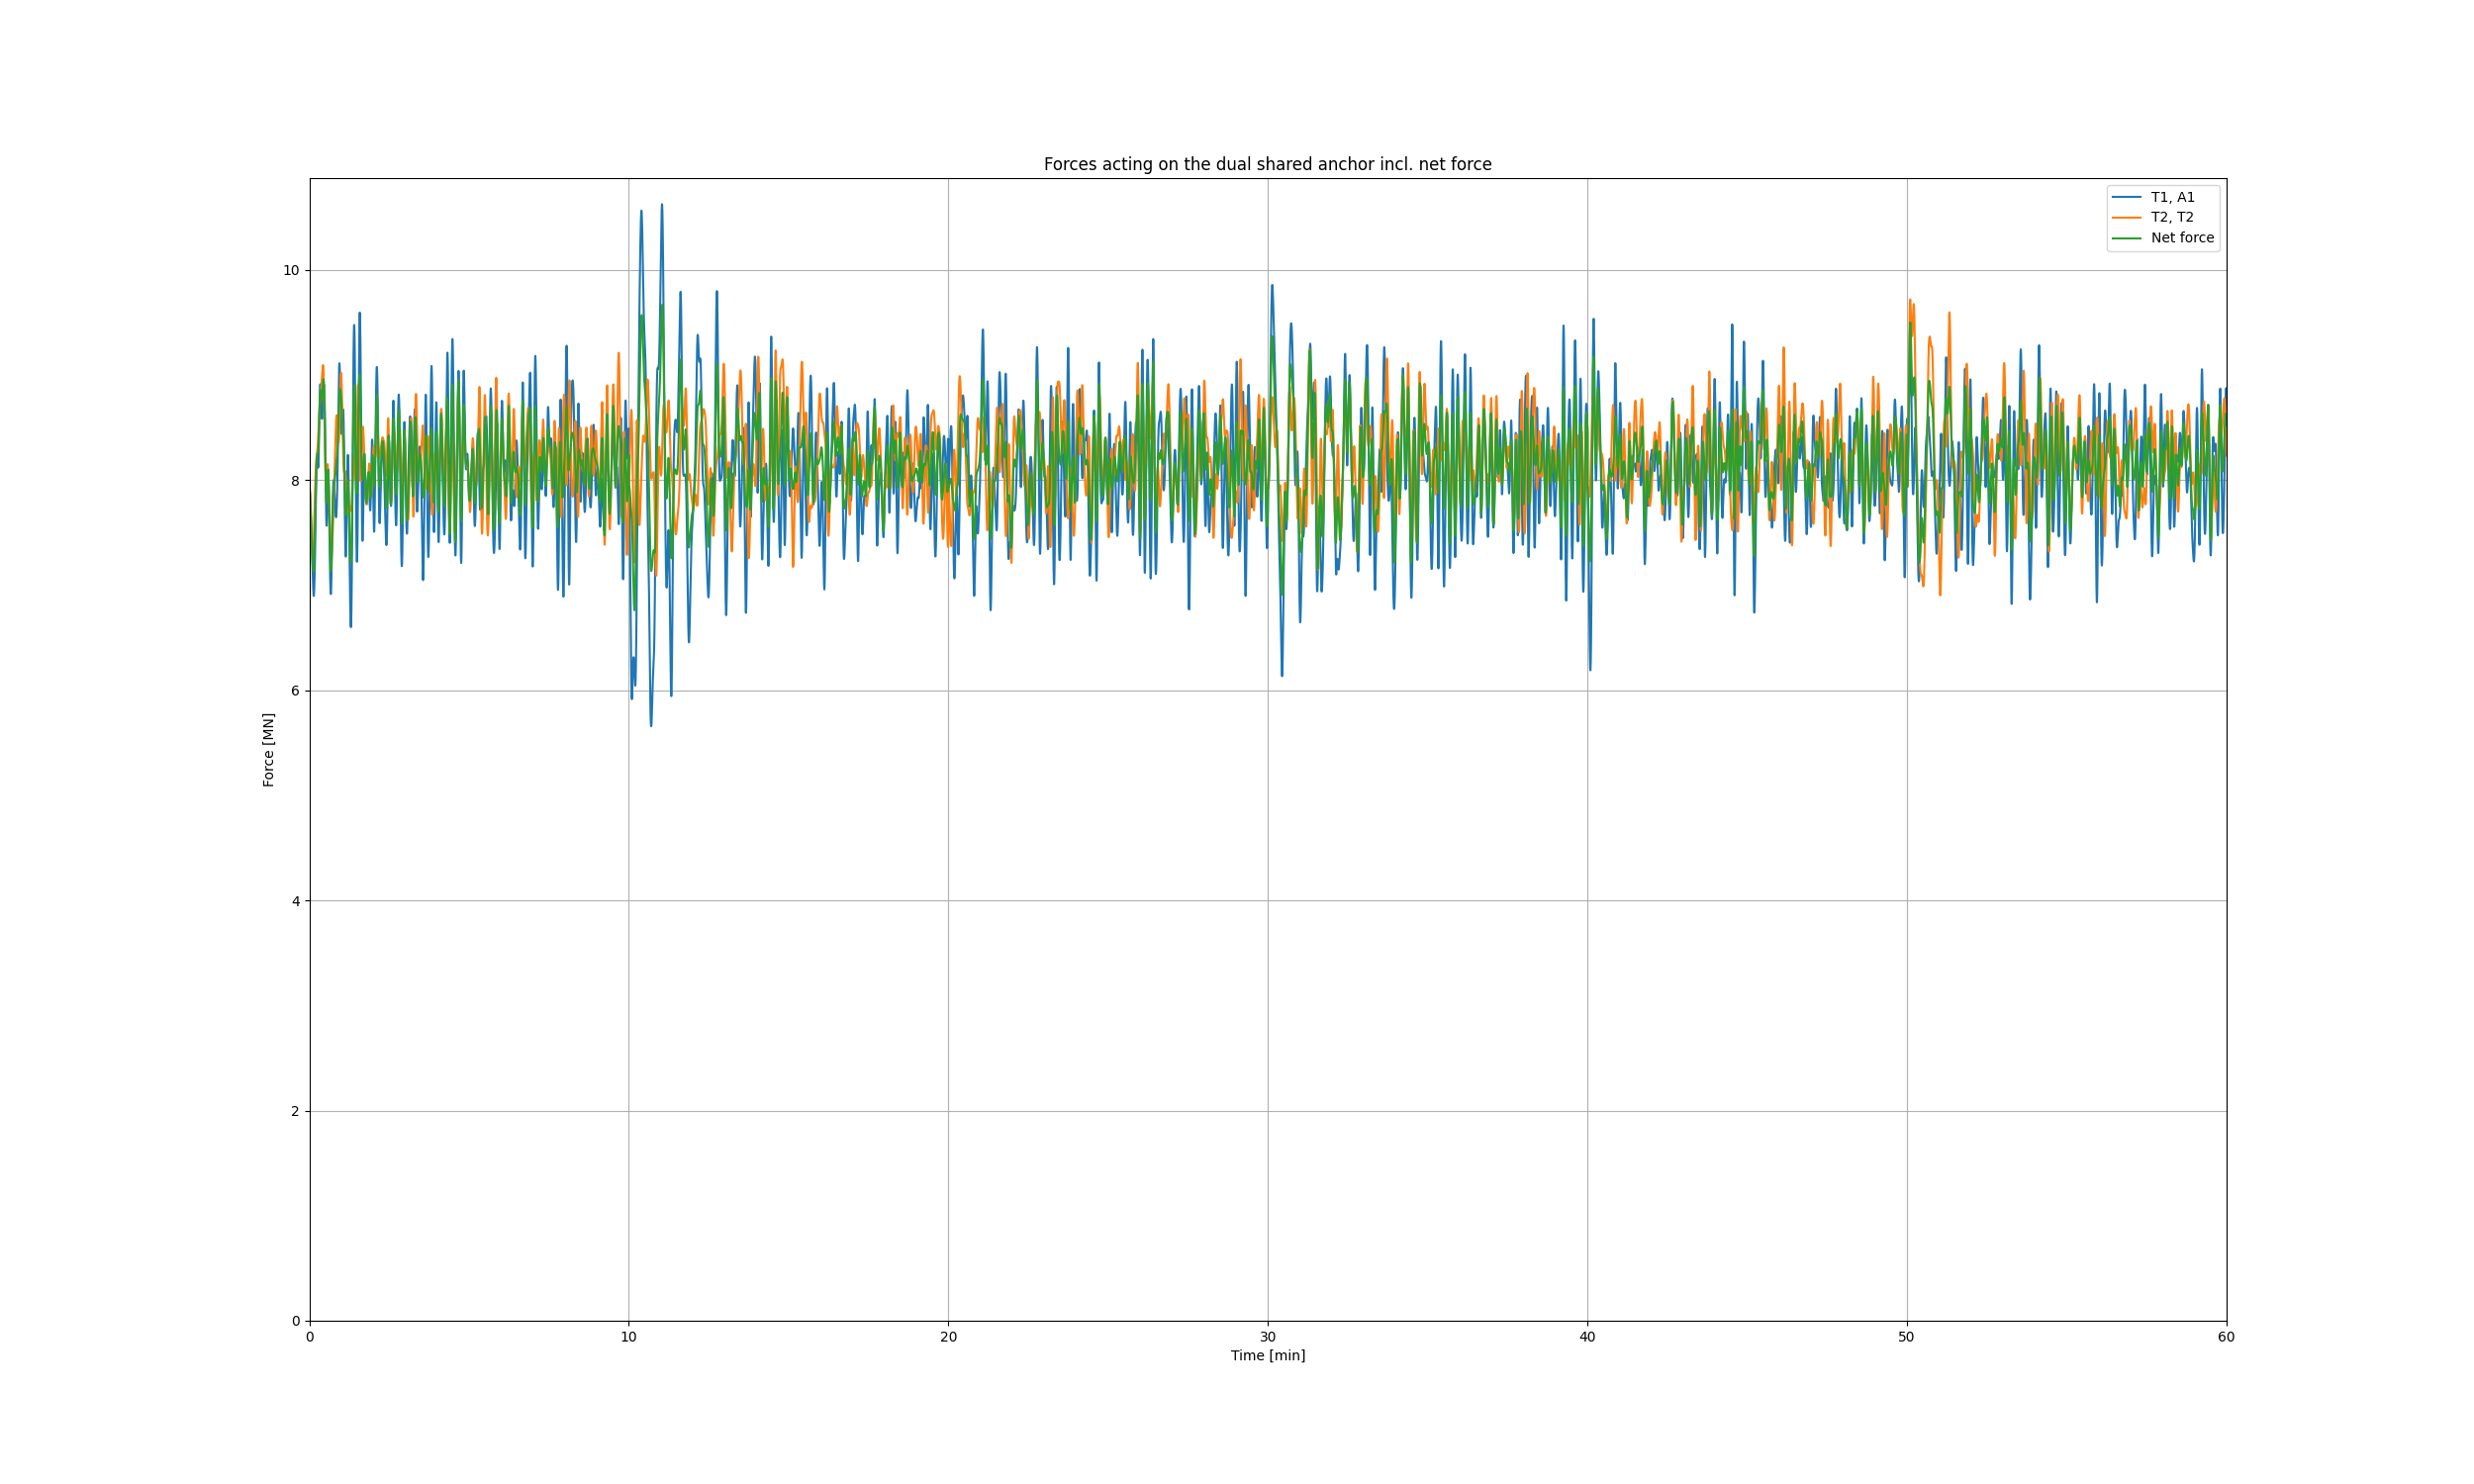 Forces acting on the dual shared anchor incl. net force
T1, A1
T2, T2
Net force
10
8
6
4
2
0
Force [MN]
0 10 20 30 40 50 60
Time [min]